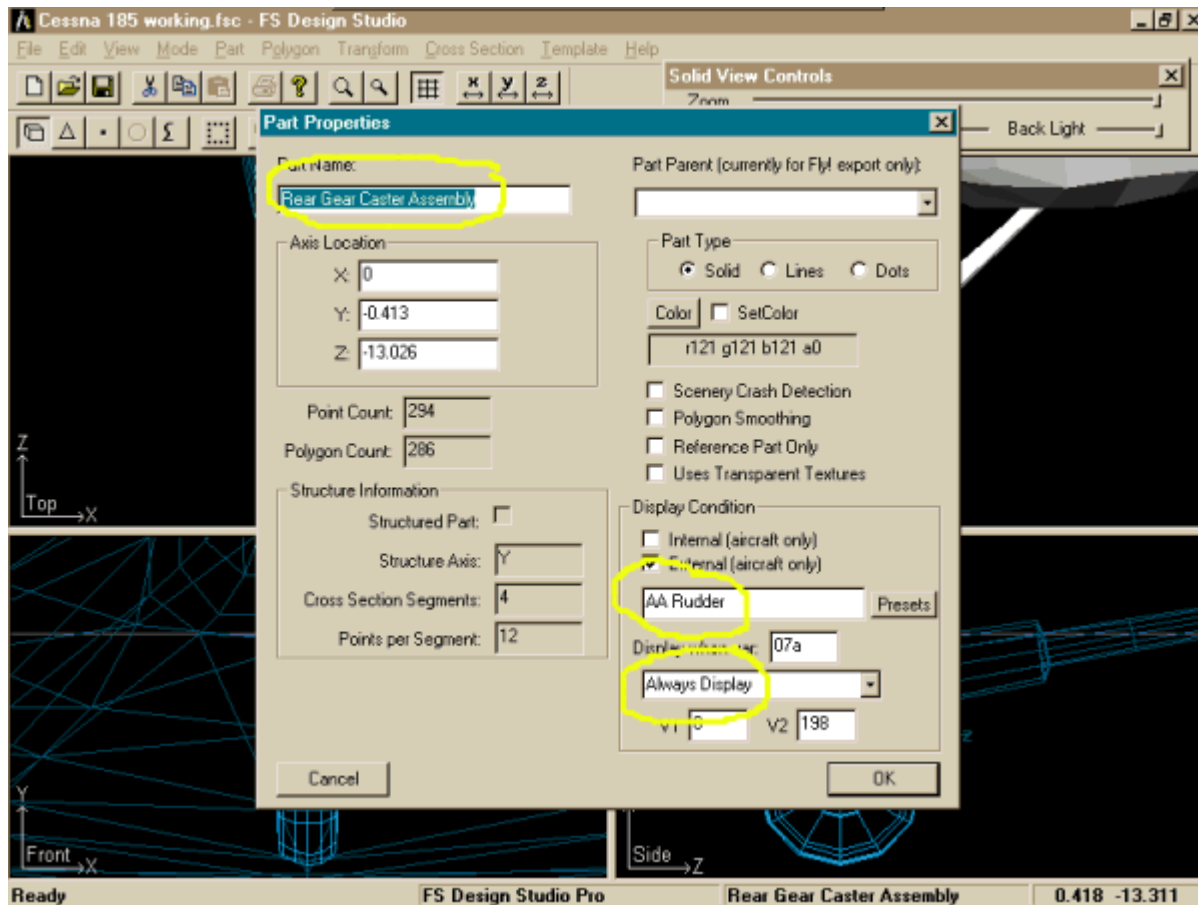 Cessna 185 working.fsc - FS Design Studio
File Edit View Mode Part Polygon Transform Cross Section Template Help
Solid View Controls
Zoom
Back Light
Part Properties
Part Name:
Rear Gear Caster Assembly
Part Parent (currently for Fly! export only):
Axis Location
X: 0
Y: -0.413
Z: -13.026
Part Type
Solid Lines Dots
Color SetColor
r121 g121 b121 a0
Scenery Crash Detection
Polygon Smoothing
Reference Part Only
Uses Transparent Textures
Point Count: 294
Polygon Count: 286
Structure Information
Structured Part:
Structure Axis: Y
Cross Section Segments: 4
Points per Segment: 12
Display Condition
Internal (aircraft only)
External (aircraft only)
AA Rudder Presets
Display when var: 07a
Always Display
V1 0 V2 198
Cancel OK
Z
Top X
Y
Front X
Side Z
z
Ready FS Design Studio Pro Rear Gear Caster Assembly 0.418 -13.311